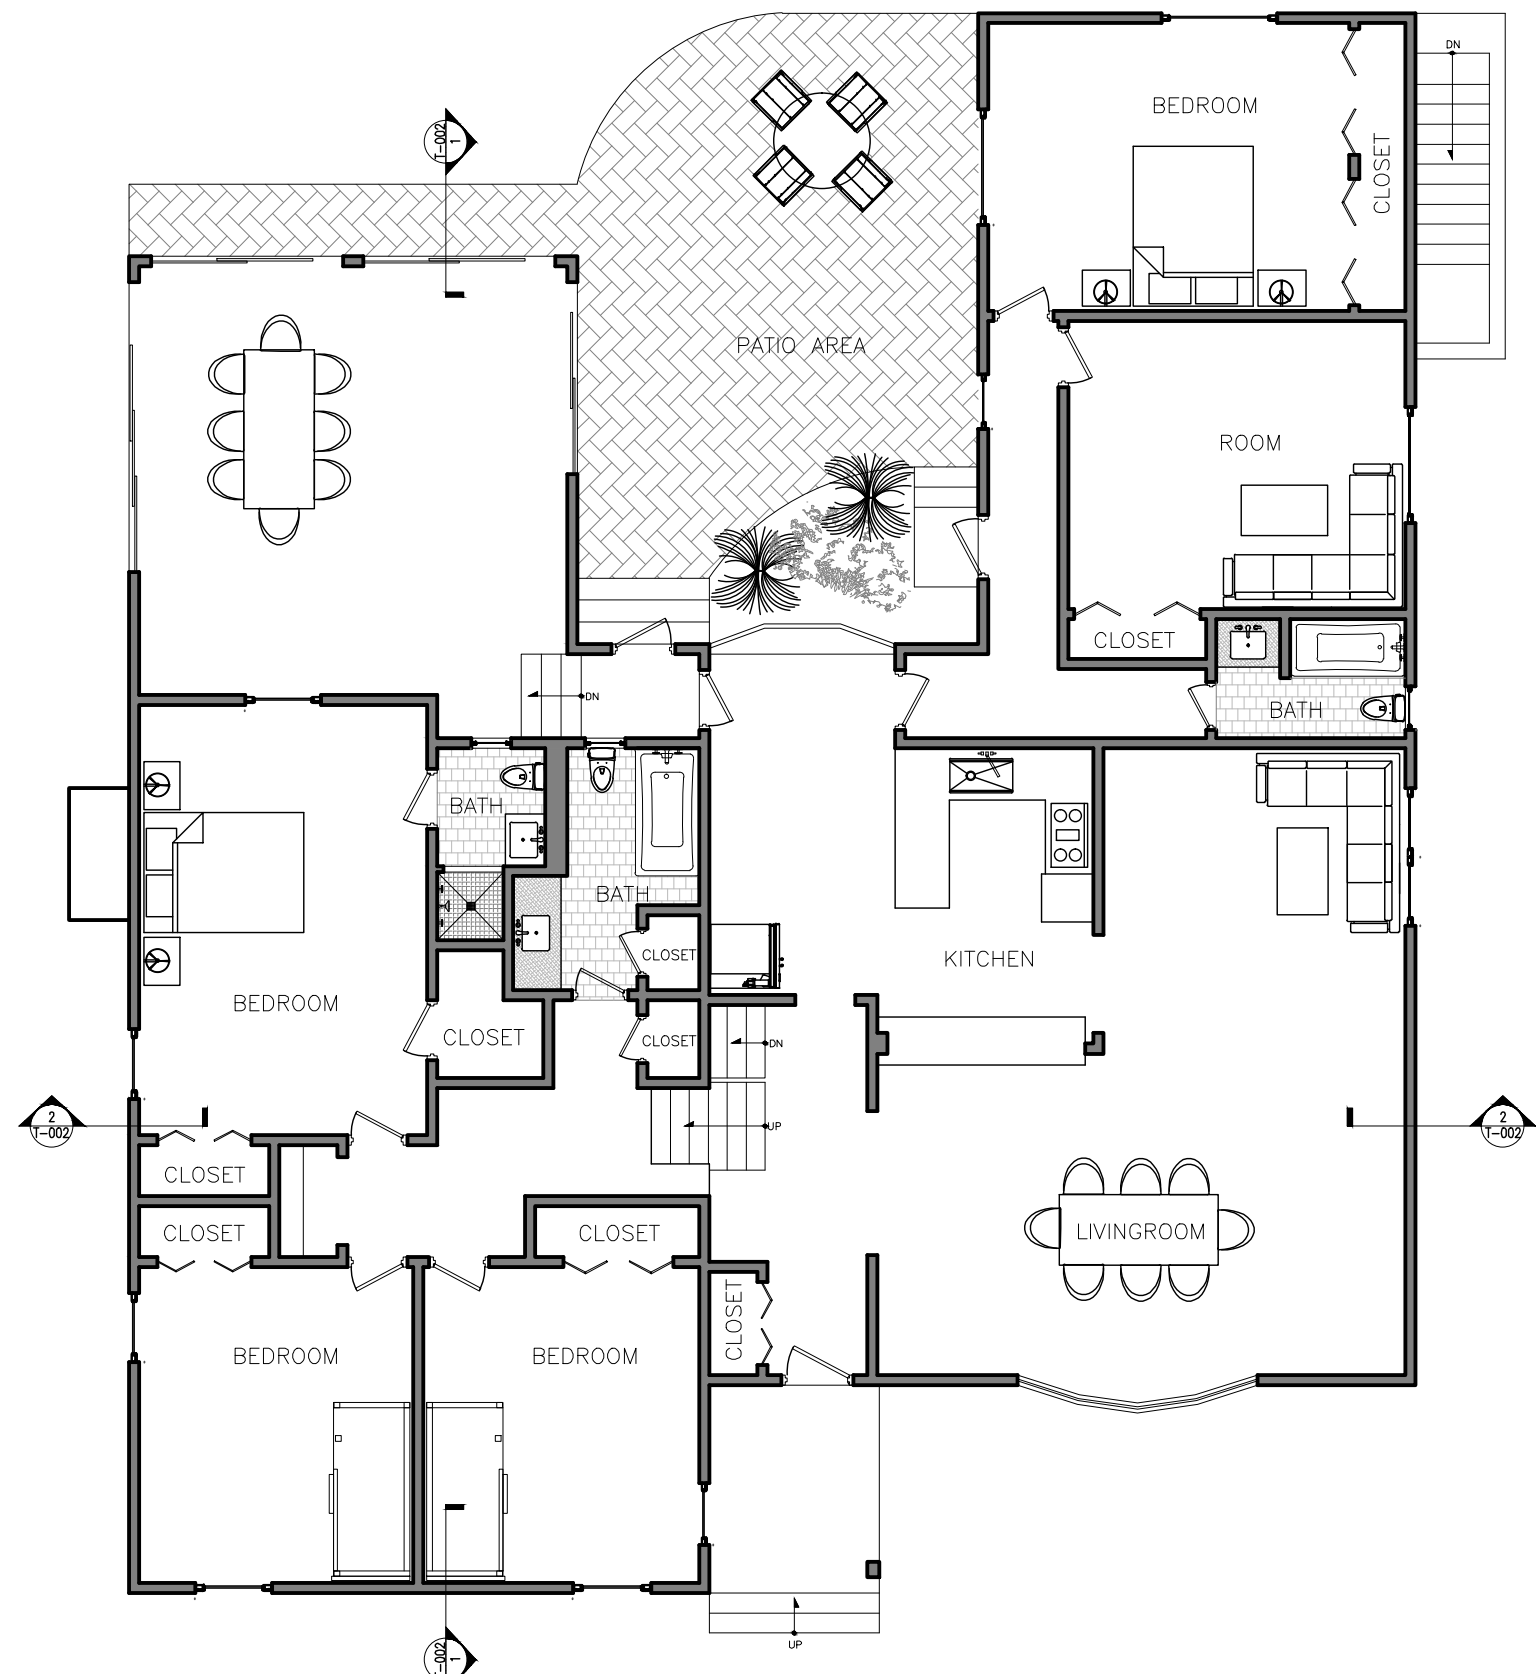 DN
BEDROOM
CLOSET
T-002
1
PATIO AREA
ROOM
CLOSET
DN
BATH
BATH
BATH
CLOSET
KITCHEN
BEDROOM
CLOSET
CLOSET
DN
2
T-002
UP
2
T-002
CLOSET
CLOSET
CLOSET
LIVINGROOM
CLOSET
BEDROOM
BEDROOM
UP
-002
1